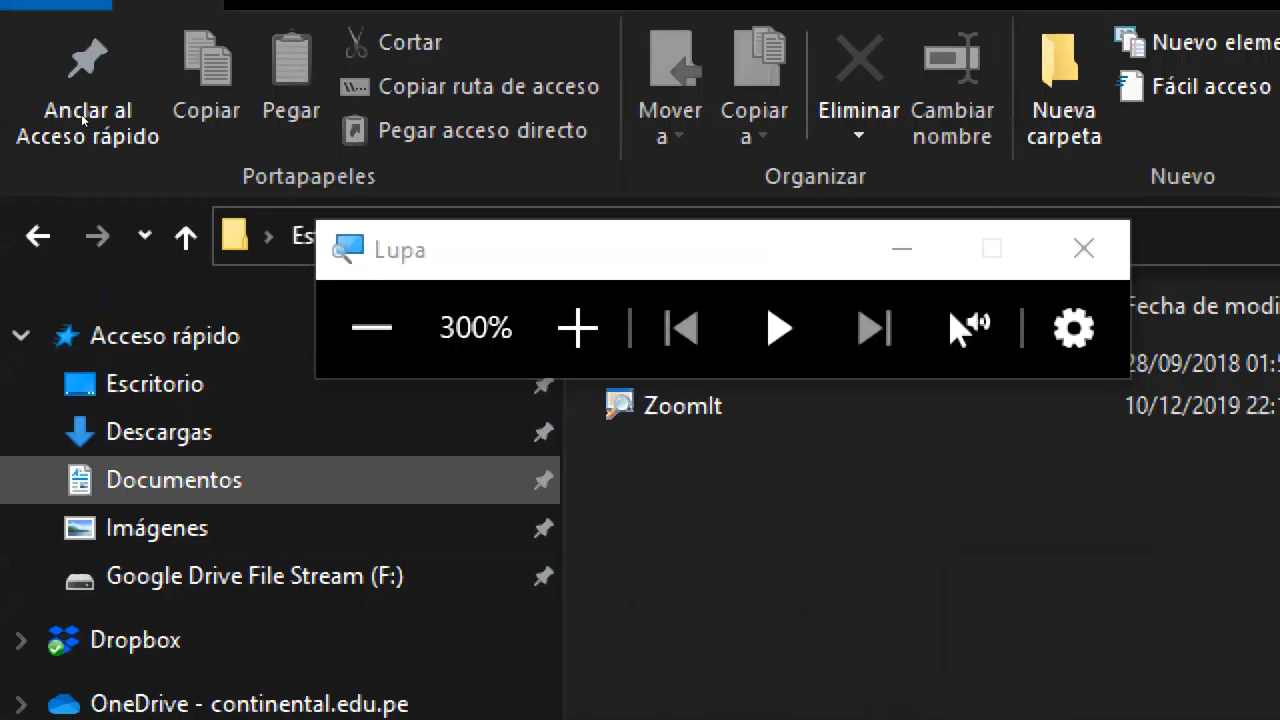 Anclar al
Acceso rápido
Copiar
Pegar
Cortar
Copiar ruta de acceso
Pegar acceso directo
Portapapeles
Mover
a
Copiar
a
Eliminar
Cambiar
nombre
Organizar
Nueva
carpeta
Nuevo eleme
Fácil acceso
Nuevo
Es
Lupa
300%
Fecha de modi
28/09/2018 01:5
ZoomIt
10/12/2019 22:1
Acceso rápido
Escritorio
Descargas
Documentos
Imágenes
Google Drive File Stream (F:)
Dropbox
OneDrive - continental.edu.pe